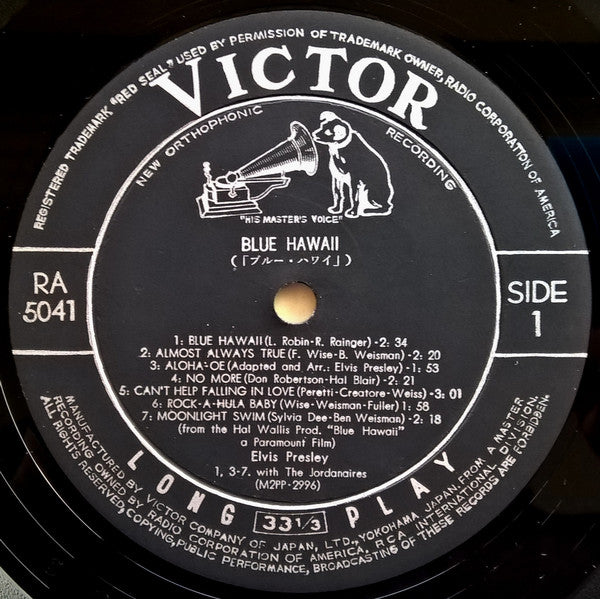 REGISTERED TRADEMARK "RED SEAL" USED BY PERMISSION OF TRADEMARK OWNER, RADIO CORPORATION OF AMERICA
VICTOR
NEW ORTHOPHONIC RECORDING
"HIS MASTER'S VOICE"
BLUE HAWAII
(「ブルー・ハワイ」)
RA
5041
SIDE
1
1: BLUE HAWAII (L. Robin-R. Rainger) -2: 34
2: ALMOST ALWAYS TRUE (F. Wise-B. Weisman) -2: 20
3: ALOHA-OE (Adapted and Arr.: Elvis Presley) -1: 53
4: NO MORE (Don Robertson-Hal Blair) -2: 21
5: CAN'T HELP FALLING IN LOVE (Peretti-Creatore-Weiss) -3: 01
6: ROCK-A-HULA BABY (Wise-Weisman-Fuller) 1: 58
7: MOONLIGHT SWIM (Sylvia Dee-Ben Weisman) -2: 18
(from the Hal Wallis Prod. "Blue Hawaii"
a Paramount Film)
Elvis Presley
1, 3-7. with The Jordanaires
(M2PP-2996)
LONG 33 1/3 PLAY
MANUFACTURED BY VICTOR COMPANY OF JAPAN, LTD., YOKOHAMA, JAPAN FROM A MASTER
RECORDING OWNED BY RADIO CORPORATION OF AMERICA, RCA INTERNATIONAL DIVISION.
ALL RIGHTS RESERVED, COPYING, PUBLIC PERFORMANCE, BROADCASTING OF THESE RECORDS ARE FORBIDDEN.